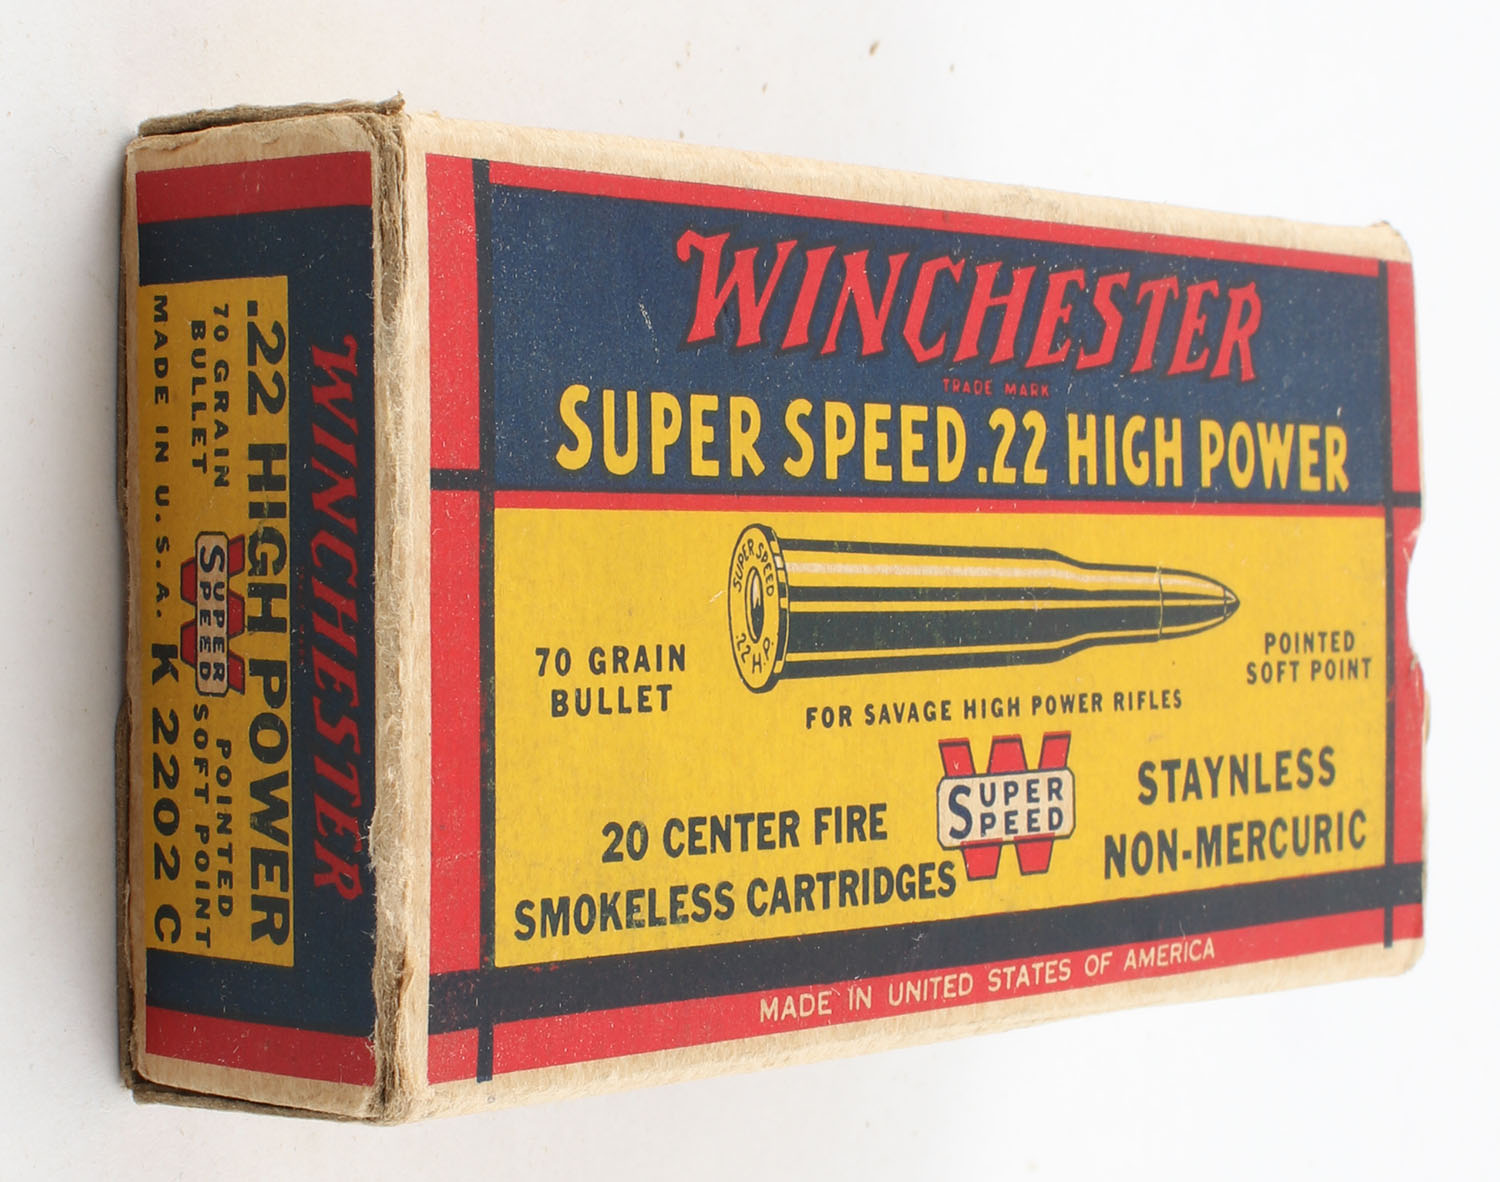 WINCHESTER
TRADE MARK
SUPER SPEED .22 HIGH POWER
SUPER SPEED
.22 H.P.
70 GRAIN
BULLET
POINTED
SOFT POINT
FOR SAVAGE HIGH POWER RIFLES
20 CENTER FIRE
SMOKELESS CARTRIDGES
W
SUPER
SPEED
STAYNLESS
NON-MERCURIC
MADE IN UNITED STATES OF AMERICA
WINCHESTER
.22 HIGH POWER
70 GRAIN
BULLET
W
SUPER
SPEED
POINTED
SOFT POINT
MADE IN U.S.A. K 2202 C